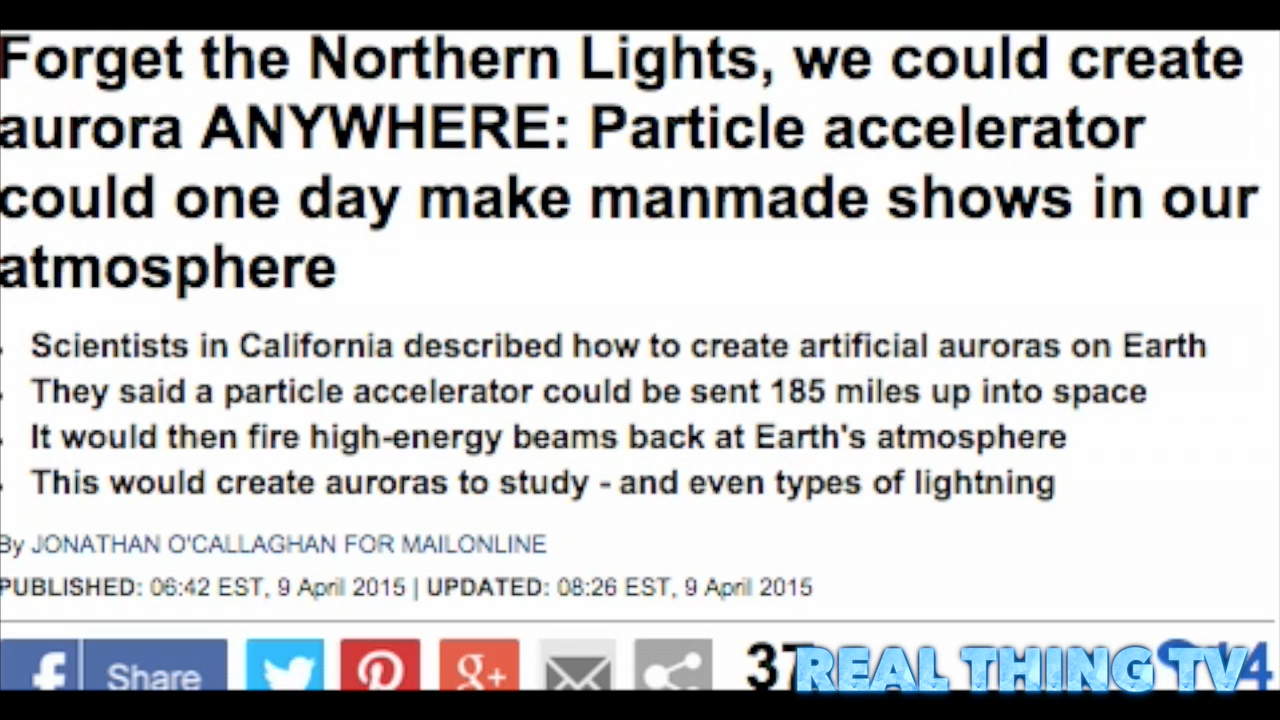 Forget the Northern Lights, we could create
aurora ANYWHERE: Particle accelerator
could one day make manmade shows in our
atmosphere
Scientists in California described how to create artificial auroras on Earth
They said a particle accelerator could be sent 185 miles up into space
It would then fire high-energy beams back at Earth's atmosphere
This would create auroras to study - and even types of lightning
By JONATHAN O'CALLAGHAN FOR MAILONLINE
PUBLISHED: 06:42 EST, 9 April 2015 | UPDATED: 08:26 EST, 9 April 2015
f Share g+ 37
REAL THING TV